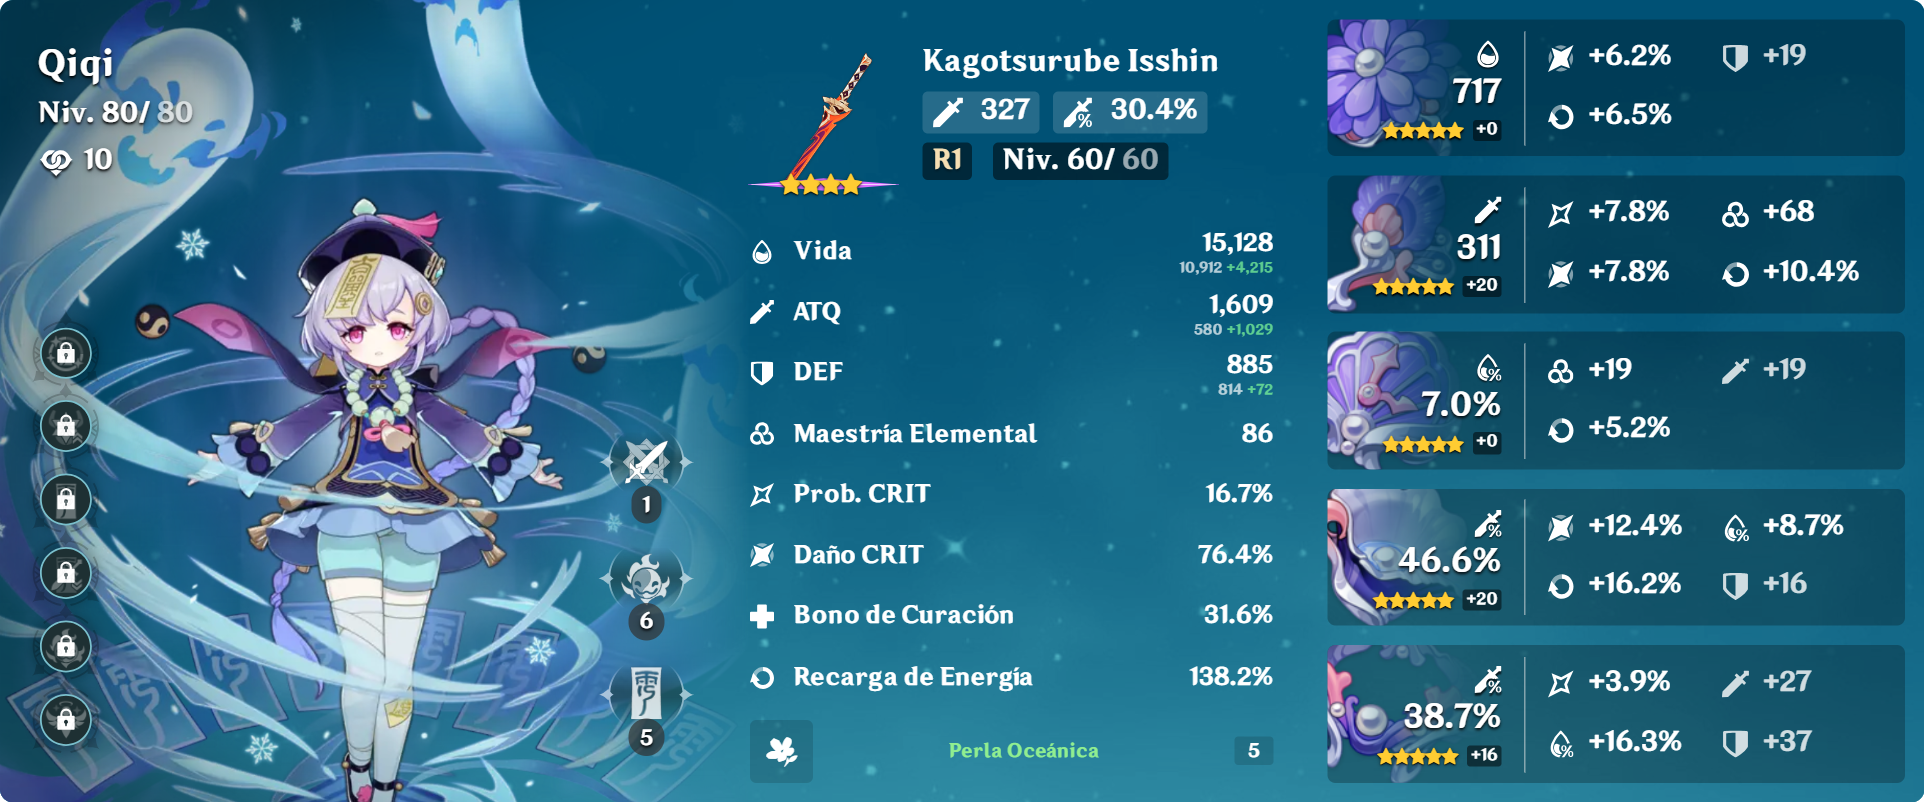 Qiqi
Niv. 80/ 80
10
1
6
5
Kagotsurube Isshin
327 30.4%
R1 Niv. 60/ 60
Vida 15,128
10,912 +4,215
ATQ 1,609
580 +1,029
DEF 885
814 +72
Maestría Elemental 86
Prob. CRIT 16.7%
Daño CRIT 76.4%
Bono de Curación 31.6%
Recarga de Energía 138.2%
Perla Oceánica 5
717
+0
+6.2% +19
+6.5%
311
+20
+7.8% +68
+7.8% +10.4%
7.0%
+0
+19 +19
+5.2%
46.6%
+20
+12.4% +8.7%
+16.2% +16
38.7%
+16
+3.9% +27
+16.3% +37